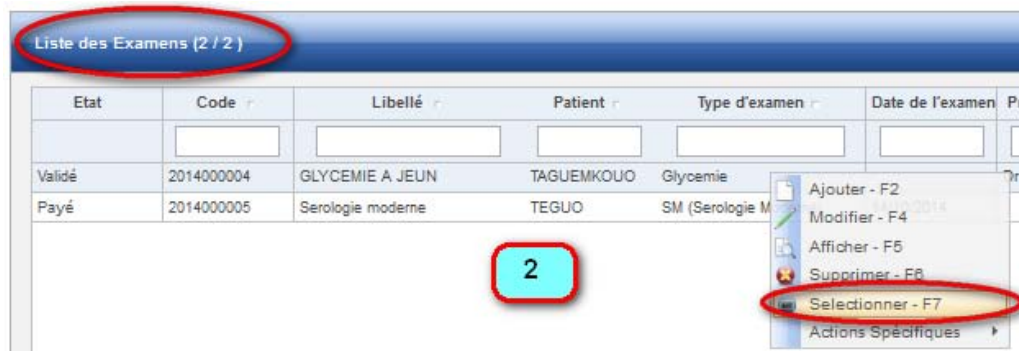 Liste des Examens (2 / 2 )
Etat Code Libellé Patient Type d'examen Date de l'examen
Validé 2014000004 GLYCEMIE A JEUN TAGUEMKOUO Glycemie
Payé 2014000005 Serologie moderne TEGUO SM (Serologie
Ajouter - F2
Modifier - F4
Afficher - F5
Supprimer - F6
Selectionner - F7
Actions Spécifiques
2